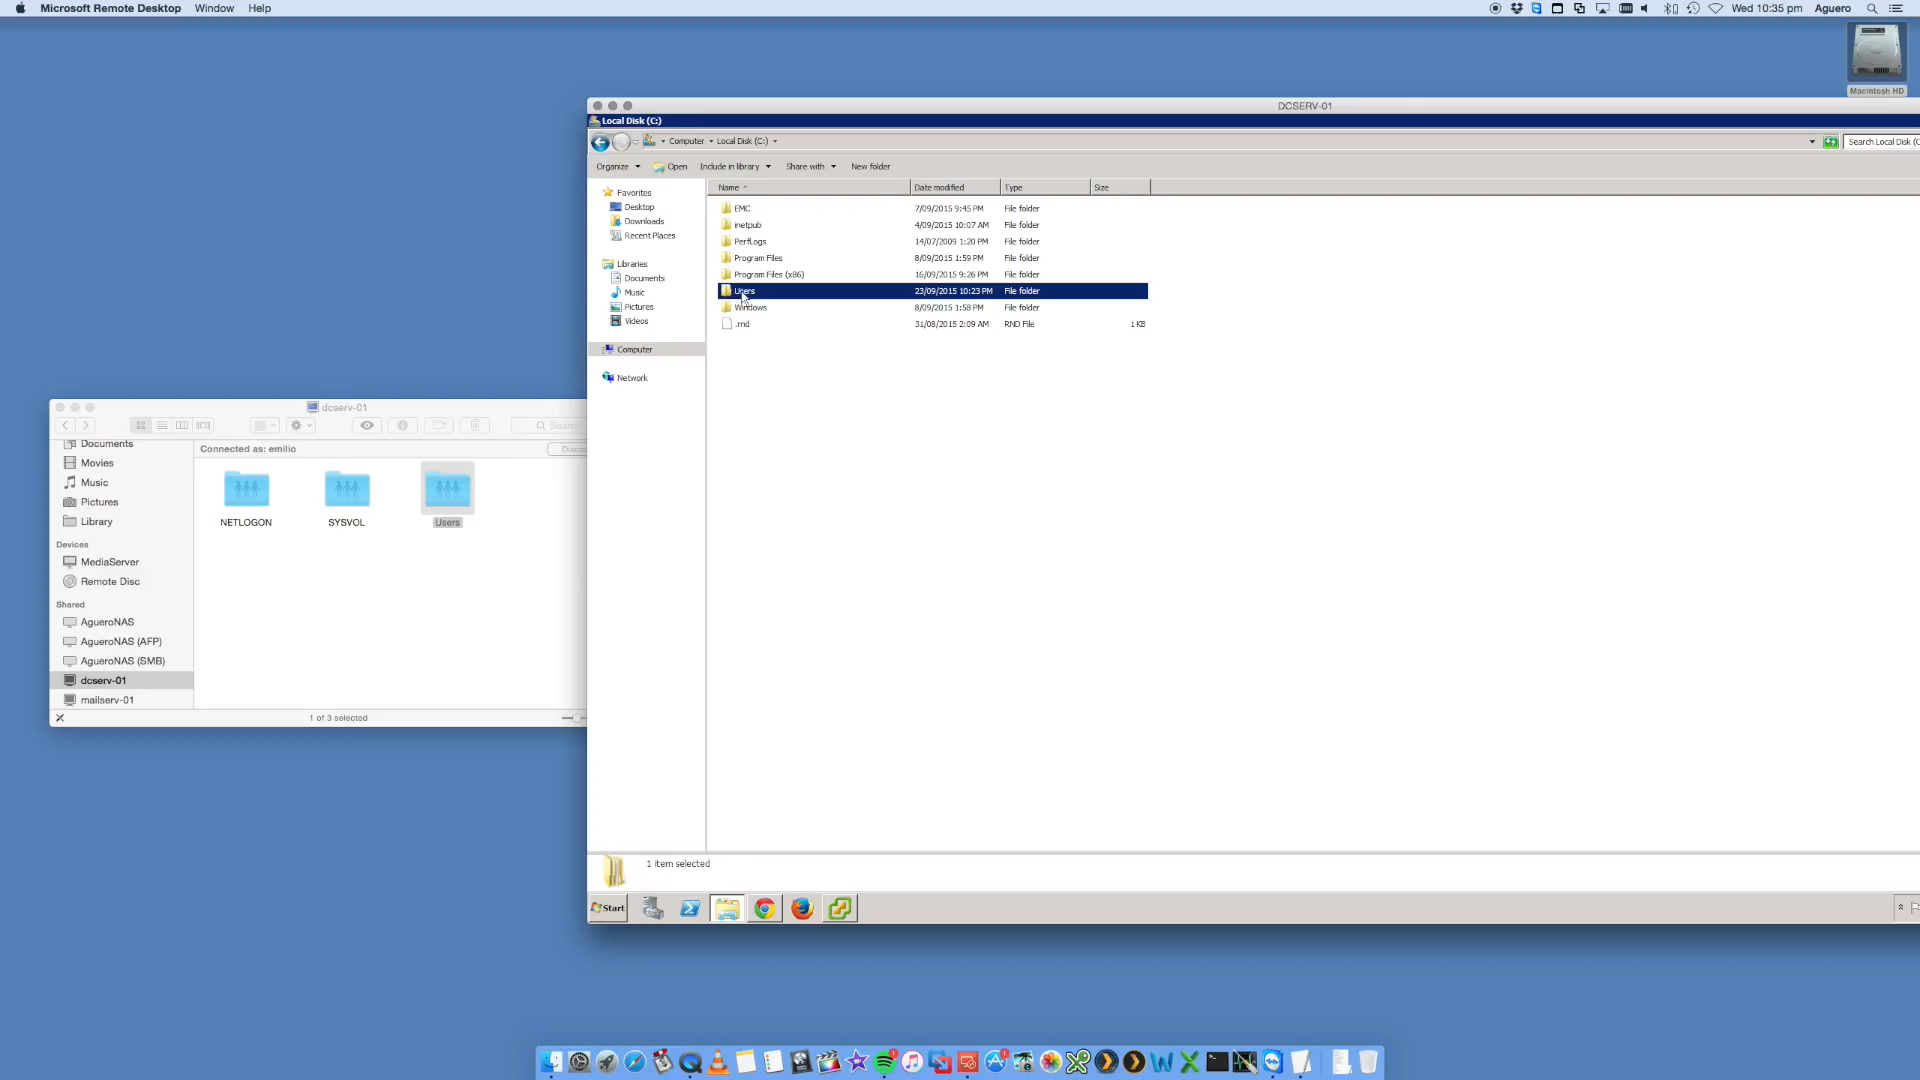 Microsoft Remote Desktop Window Help
Wed 10:35 pm Aguero
Macintosh HD
DCSERV-01
Local Disk (C:)
Computer Local Disk (C:)
Search Local Disk (C
Organize Open Include in library Share with New folder
Name Date modified Type Size
Favorites
Desktop
Downloads
Recent Places
Libraries
Documents
Music
Pictures
Videos
Computer
Network
EMC 7/09/2015 9:45 PM File folder
inetpub 4/09/2015 10:07 AM File folder
PerfLogs 14/07/2009 1:20 PM File folder
Program Files 8/09/2015 1:59 PM File folder
Program Files (x86) 16/09/2015 9:26 PM File folder
Users 23/09/2015 10:23 PM File folder
Windows 8/09/2015 1:58 PM File folder
.rnd 31/08/2015 2:09 AM RND File 1 KB
1 item selected
Start
dcserv-01
Search
Connected as: emilio
Disco
Documents
Movies
Music
Pictures
Library
Devices
MediaServer
Remote Disc
Shared
AgueroNAS
AgueroNAS (AFP)
AgueroNAS (SMB)
dcserv-01
mailserv-01
NETLOGON
SYSVOL
Users
1 of 3 selected